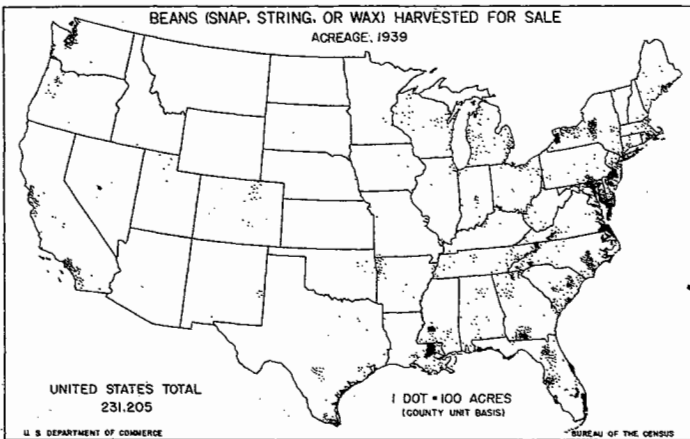 BEANS (SNAP, STRING, OR WAX) HARVESTED FOR SALE
ACREAGE, 1939
UNITED STATES TOTAL
231,205
1 DOT = 100 ACRES
(COUNTY UNIT BASIS)
U. S. DEPARTMENT OF COMMERCE
BUREAU OF THE CENSUS